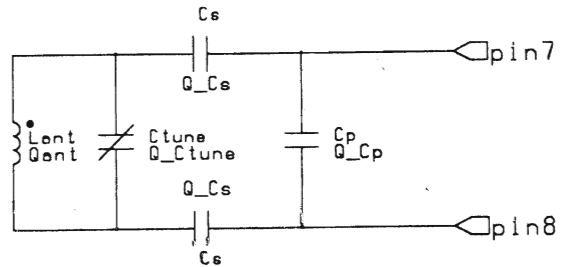 Cs
pin7
Q_Cs
Lant
Qant
Ctune
Q_Ctune
Cp
Q_Cp
Q_Cs
pin8
Cs